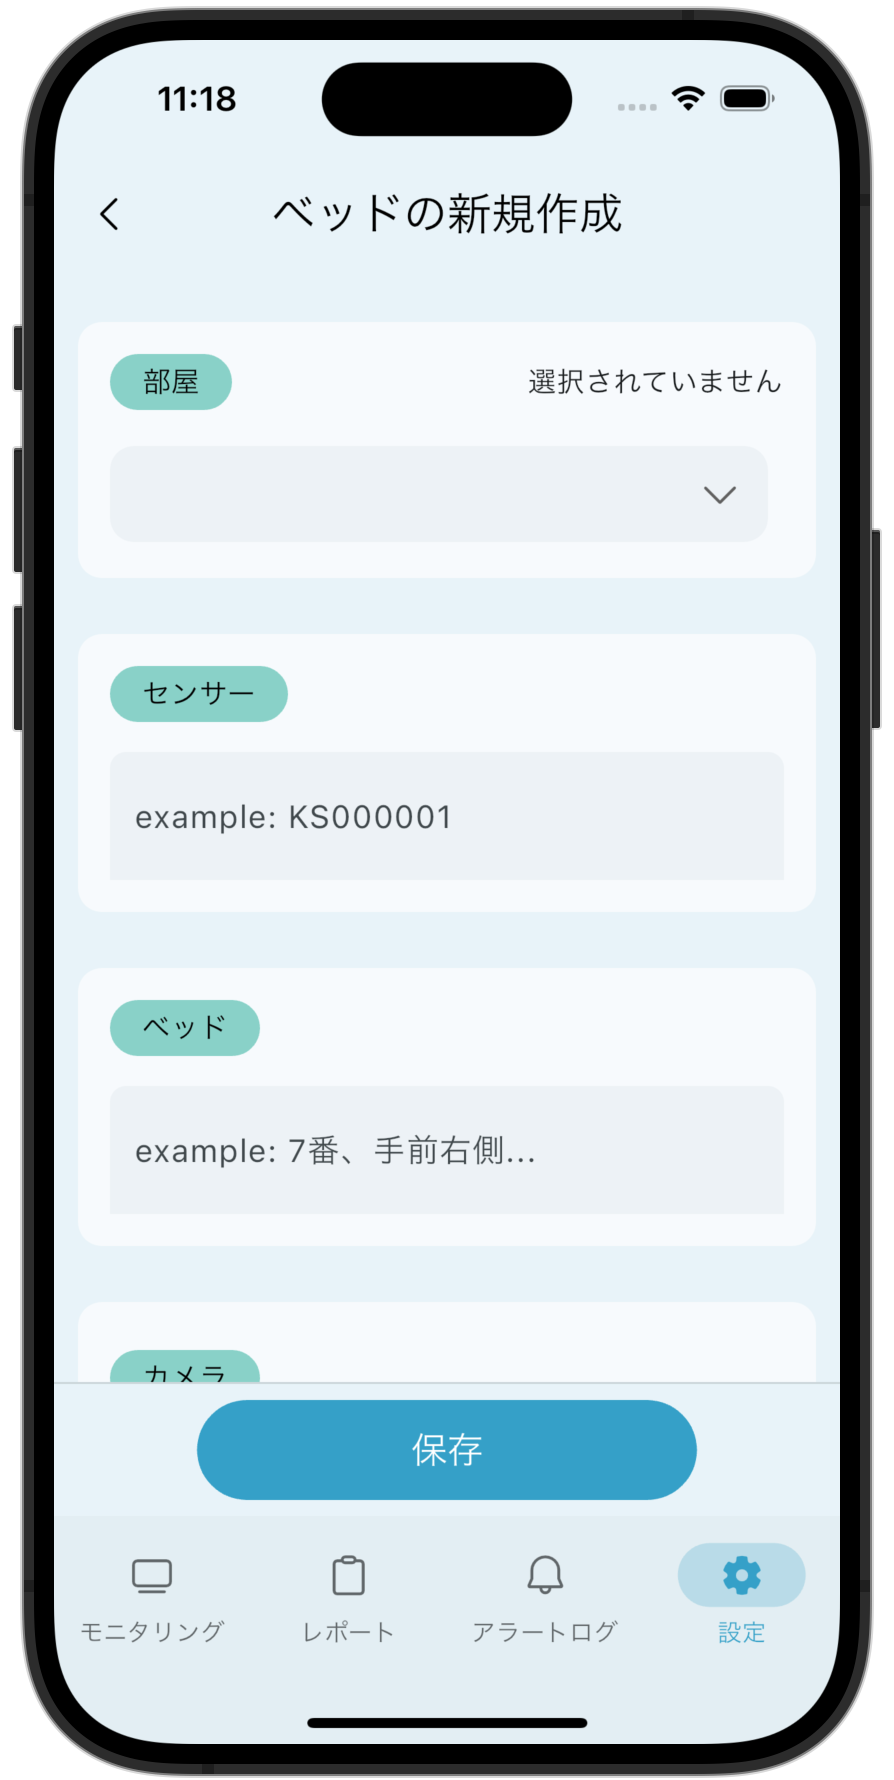 11:18
ベッドの新規作成
部屋
選択されていません
センサー
example: KS000001
ベッド
example: 7番、手前右側...
カメラ
保存
モニタリング
レポート
アラートログ
設定